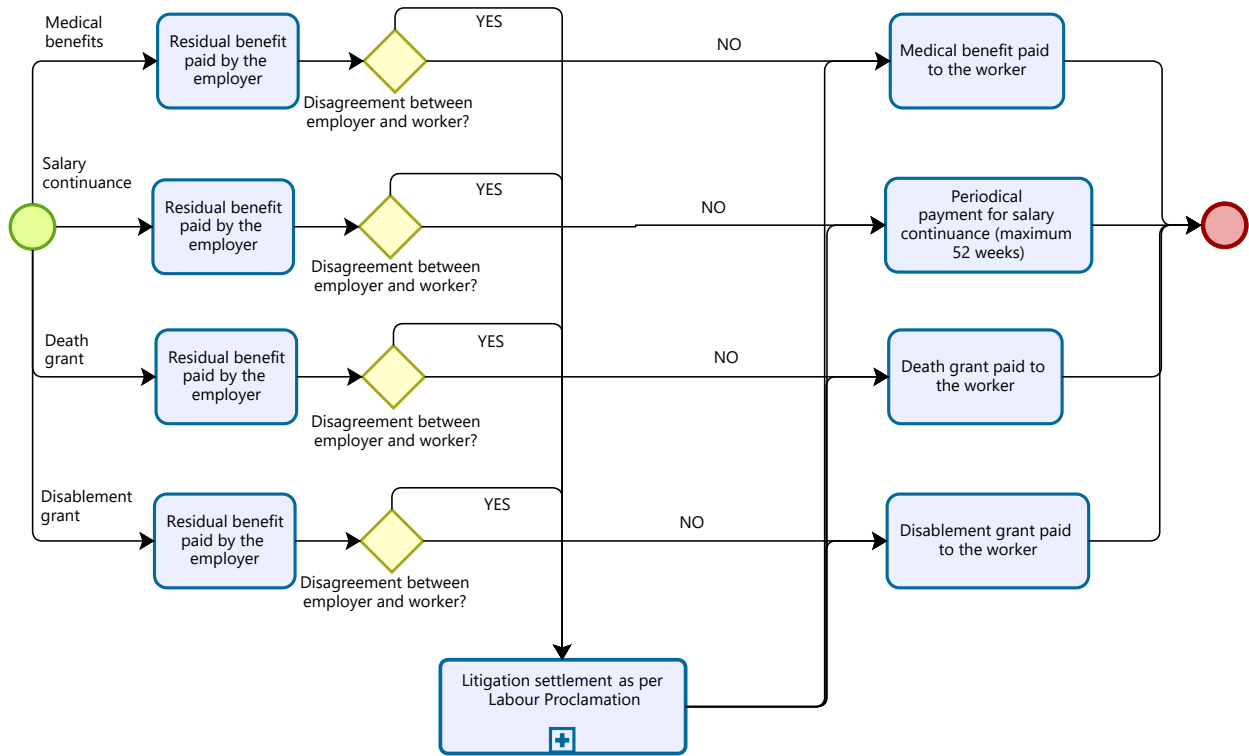 Medical
benefits
Residual benefit
paid by the
employer
YES
Disagreement between
employer and worker?
NO
Medical benefit paid
to the worker
Salary
continuance
Residual benefit
paid by the
employer
YES
Disagreement between
employer and worker?
NO
Periodical
payment for salary
continuance (maximum
52 weeks)
Death
grant
Residual benefit
paid by the
employer
YES
Disagreement between
employer and worker?
NO
Death grant paid to
the worker
Disablement
grant
Residual benefit
paid by the
employer
YES
Disagreement between
employer and worker?
NO
Disablement grant paid
to the worker
Litigation settlement as per
Labour Proclamation